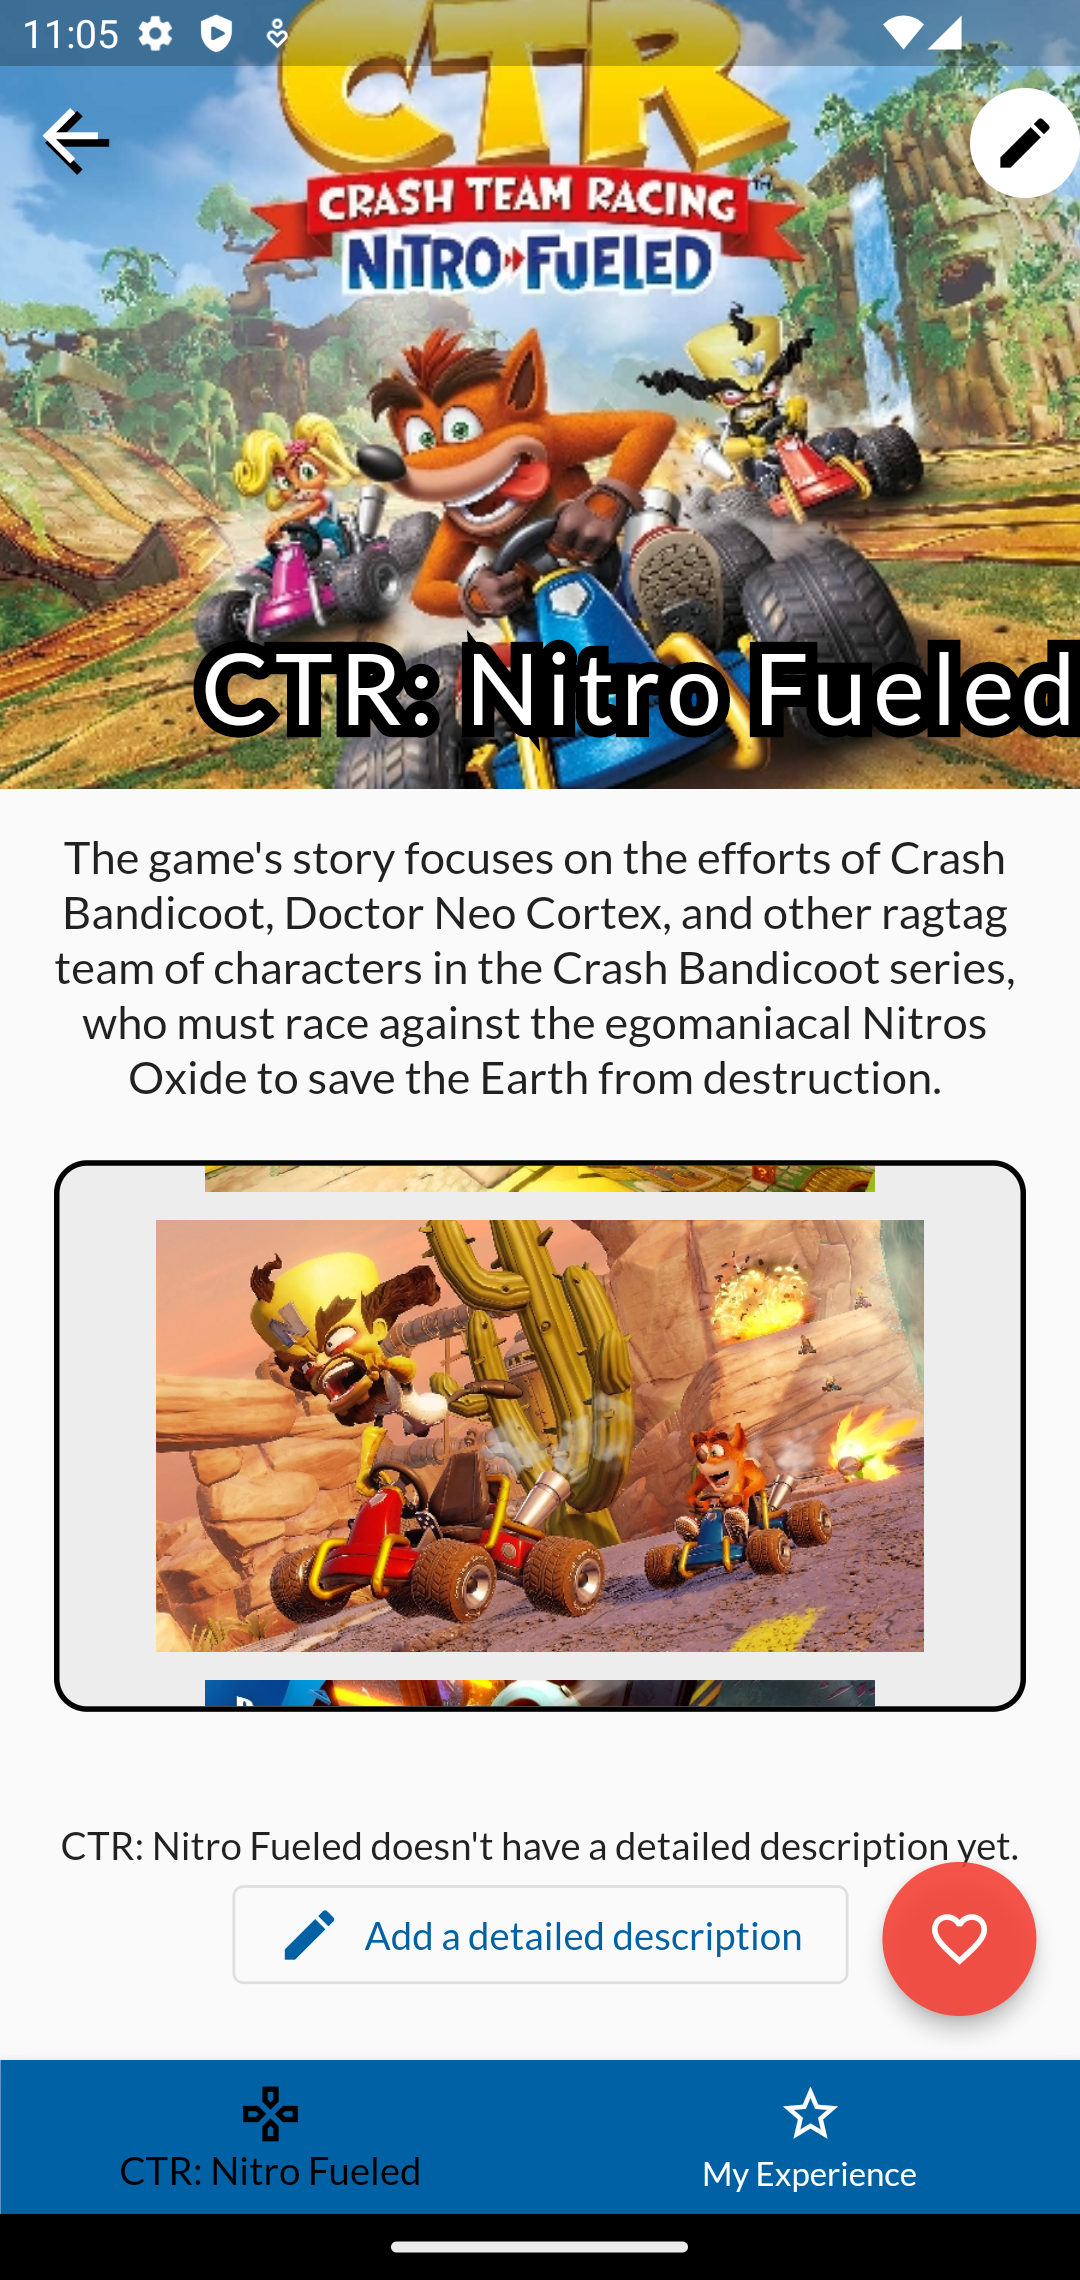 11:05
CTR
CRASH TEAM RACING
TM
NITRO FUELED
CTR: Nitro Fueled
The game's story focuses on the efforts of Crash
Bandicoot, Doctor Neo Cortex, and other ragtag
team of characters in the Crash Bandicoot series,
who must race against the egomaniacal Nitros
Oxide to save the Earth from destruction.
N
CTR: Nitro Fueled doesn't have a detailed description yet.
Add a detailed description
CTR: Nitro Fueled
My Experience